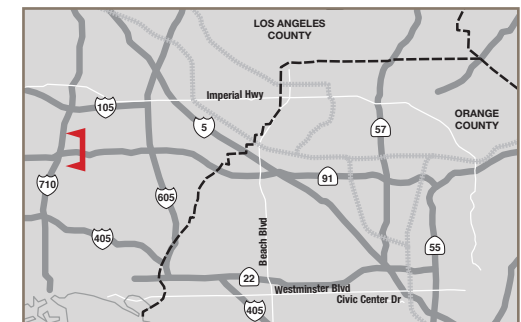 LOS ANGELES
COUNTY
Imperial Hwy
105
5
57
ORANGE
COUNTY
91
710
605
Beach Blvd
405
55
22
Westminster Blvd
Civic Center Dr
405